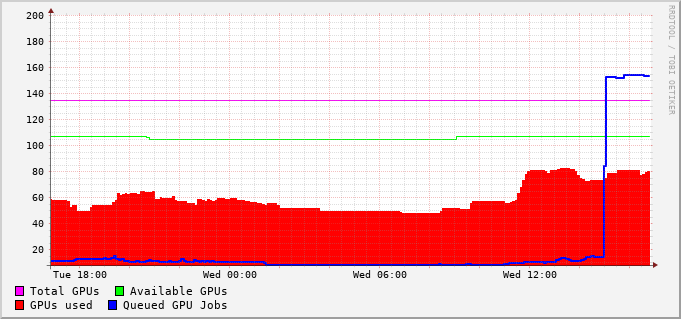 200
180
160
140
120
100
80
60
40
20
Tue 18:00 Wed 00:00 Wed 06:00 Wed 12:00
Total GPUs Available GPUs
GPUs used Queued GPU Jobs
RRDTOOL / TOBI OETIKER